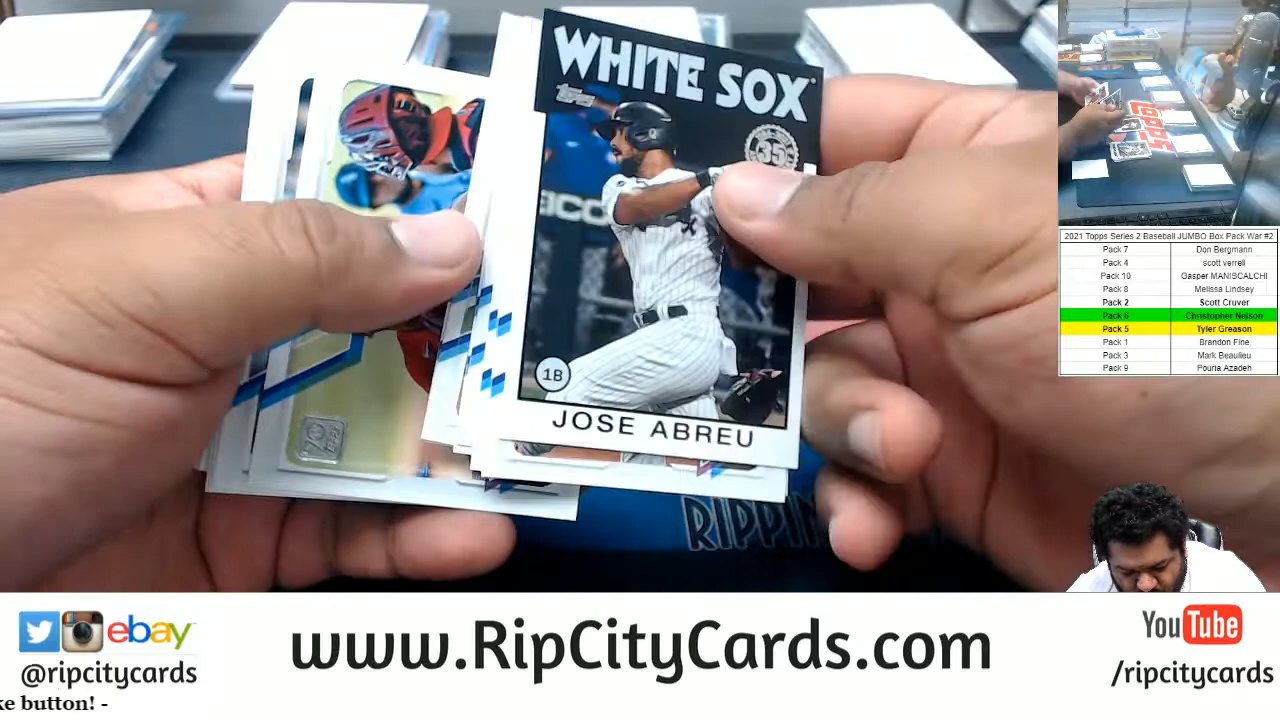 WHITE SOX
Topps
35
1B
JOSE ABREU
70
RIPPIN
TOPPS
2021 Topps Series 2 Baseball JUMBO Box Pack War #2
Pack 7 Don Bergmann
Pack 4 scott verrell
Pack 10 Gasper MANISCALCHI
Pack 8 Melissa Lindsey
Pack 2 Scott Cruver
Pack 6 Christopher Nelson
Pack 5 Tyler Greason
Pack 1 Brandon Fine
Pack 3 Mark Beaulieu
Pack 9 Pouria Azadeh
ebay
@ripcitycards
www.RipCityCards.com
YouTube
/ripcitycards
ke button! -